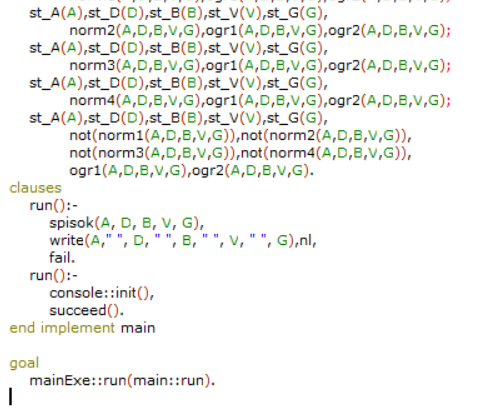 st_A(A),st_D(D),st_B(B),st_V(V),st_G(G),
norm2(A,D,B,V,G),ogr1(A,D,B,V,G),ogr2(A,D,B,V,G);
st_A(A),st_D(D),st_B(B),st_V(V),st_G(G),
norm3(A,D,B,V,G),ogr1(A,D,B,V,G),ogr2(A,D,B,V,G);
st_A(A),st_D(D),st_B(B),st_V(V),st_G(G),
norm4(A,D,B,V,G),ogr1(A,D,B,V,G),ogr2(A,D,B,V,G);
st_A(A),st_D(D),st_B(B),st_V(V),st_G(G),
not(norm1(A,D,B,V,G)),not(norm2(A,D,B,V,G)),
not(norm3(A,D,B,V,G)),not(norm4(A,D,B,V,G)),
ogr1(A,D,B,V,G),ogr2(A,D,B,V,G).
clauses
run():-
spisok(A, D, B, V, G),
write(A," ", D, " ", B, " ", V, " ", G),nl,
fail.
run():-
console::init(),
succeed().
end implement main
goal
mainExe::run(main::run).